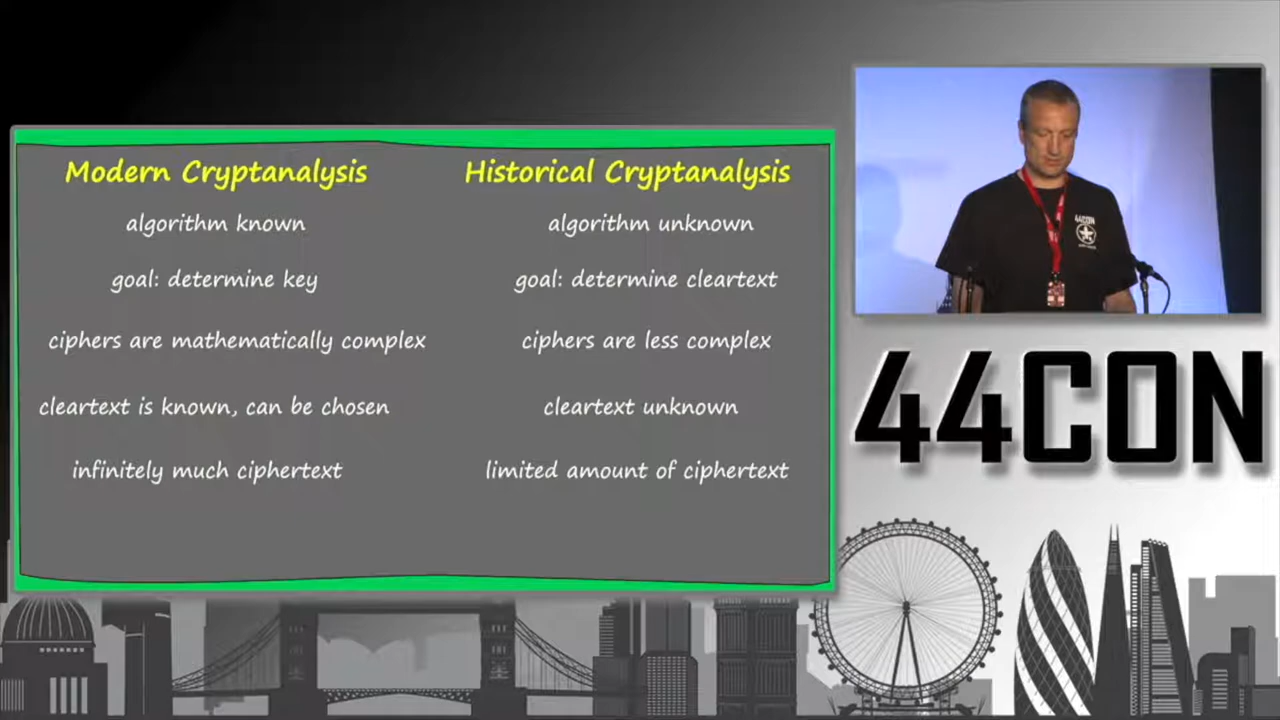 Modern Cryptanalysis
Historical Cryptanalysis
algorithm known
algorithm unknown
goal: determine key
goal: determine cleartext
ciphers are mathematically complex
ciphers are less complex
cleartext is known, can be chosen
cleartext unknown
infinitely much ciphertext
limited amount of ciphertext
44CON
44CON